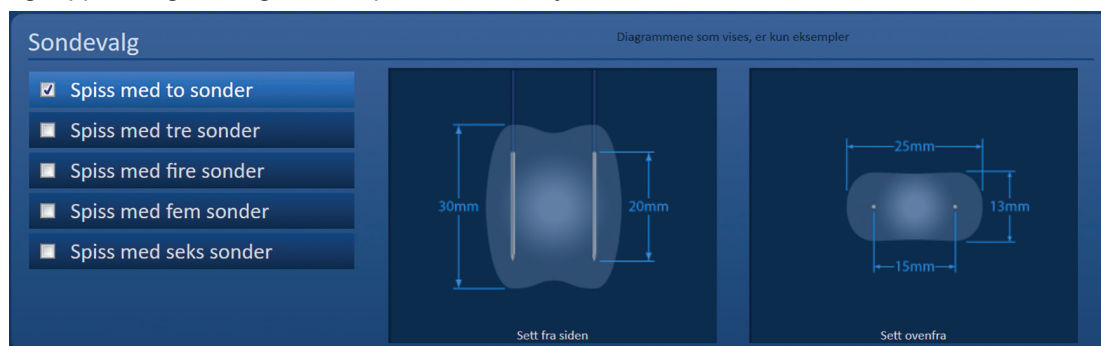 Sondevalg
Diagrammene som vises, er kun eksempler
Spiss med to sonder
Spiss med tre sonder
Spiss med fire sonder
Spiss med fem sonder
Spiss med seks sonder
30mm
20mm
Sett fra siden
25mm
13mm
15mm
Sett ovenfra